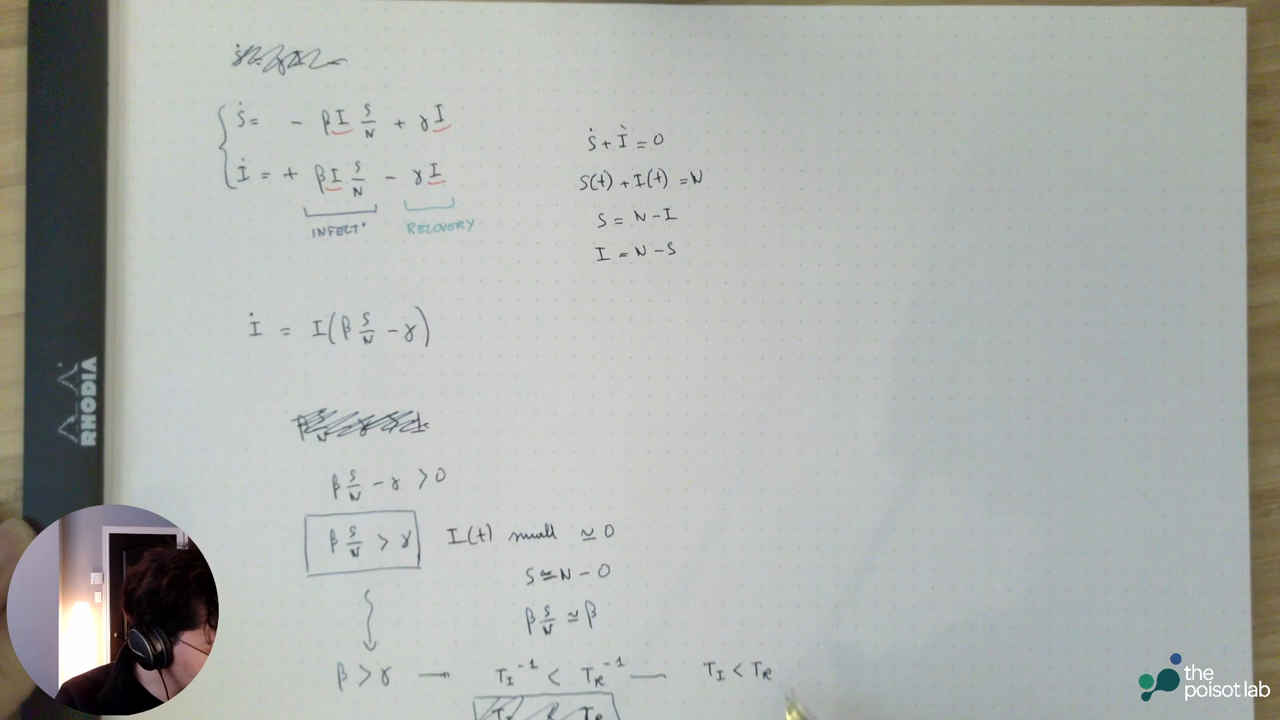 Ṡ = - βI S/N + γI
İ = + βI S/N - γI
INFECT°
RECOVERY
Ṡ + İ = 0
S(t) + I(t) = N
S = N - I
I = N - S
İ = I(β S/N - γ)
β S/N - γ > 0
β S/N > γ
I(t) small ≃ 0
S ≃ N - 0
β S/N ≃ β
β > γ — T_I⁻¹ < T_R⁻¹ — T_I < T_R
RHODIA
the
poisot lab